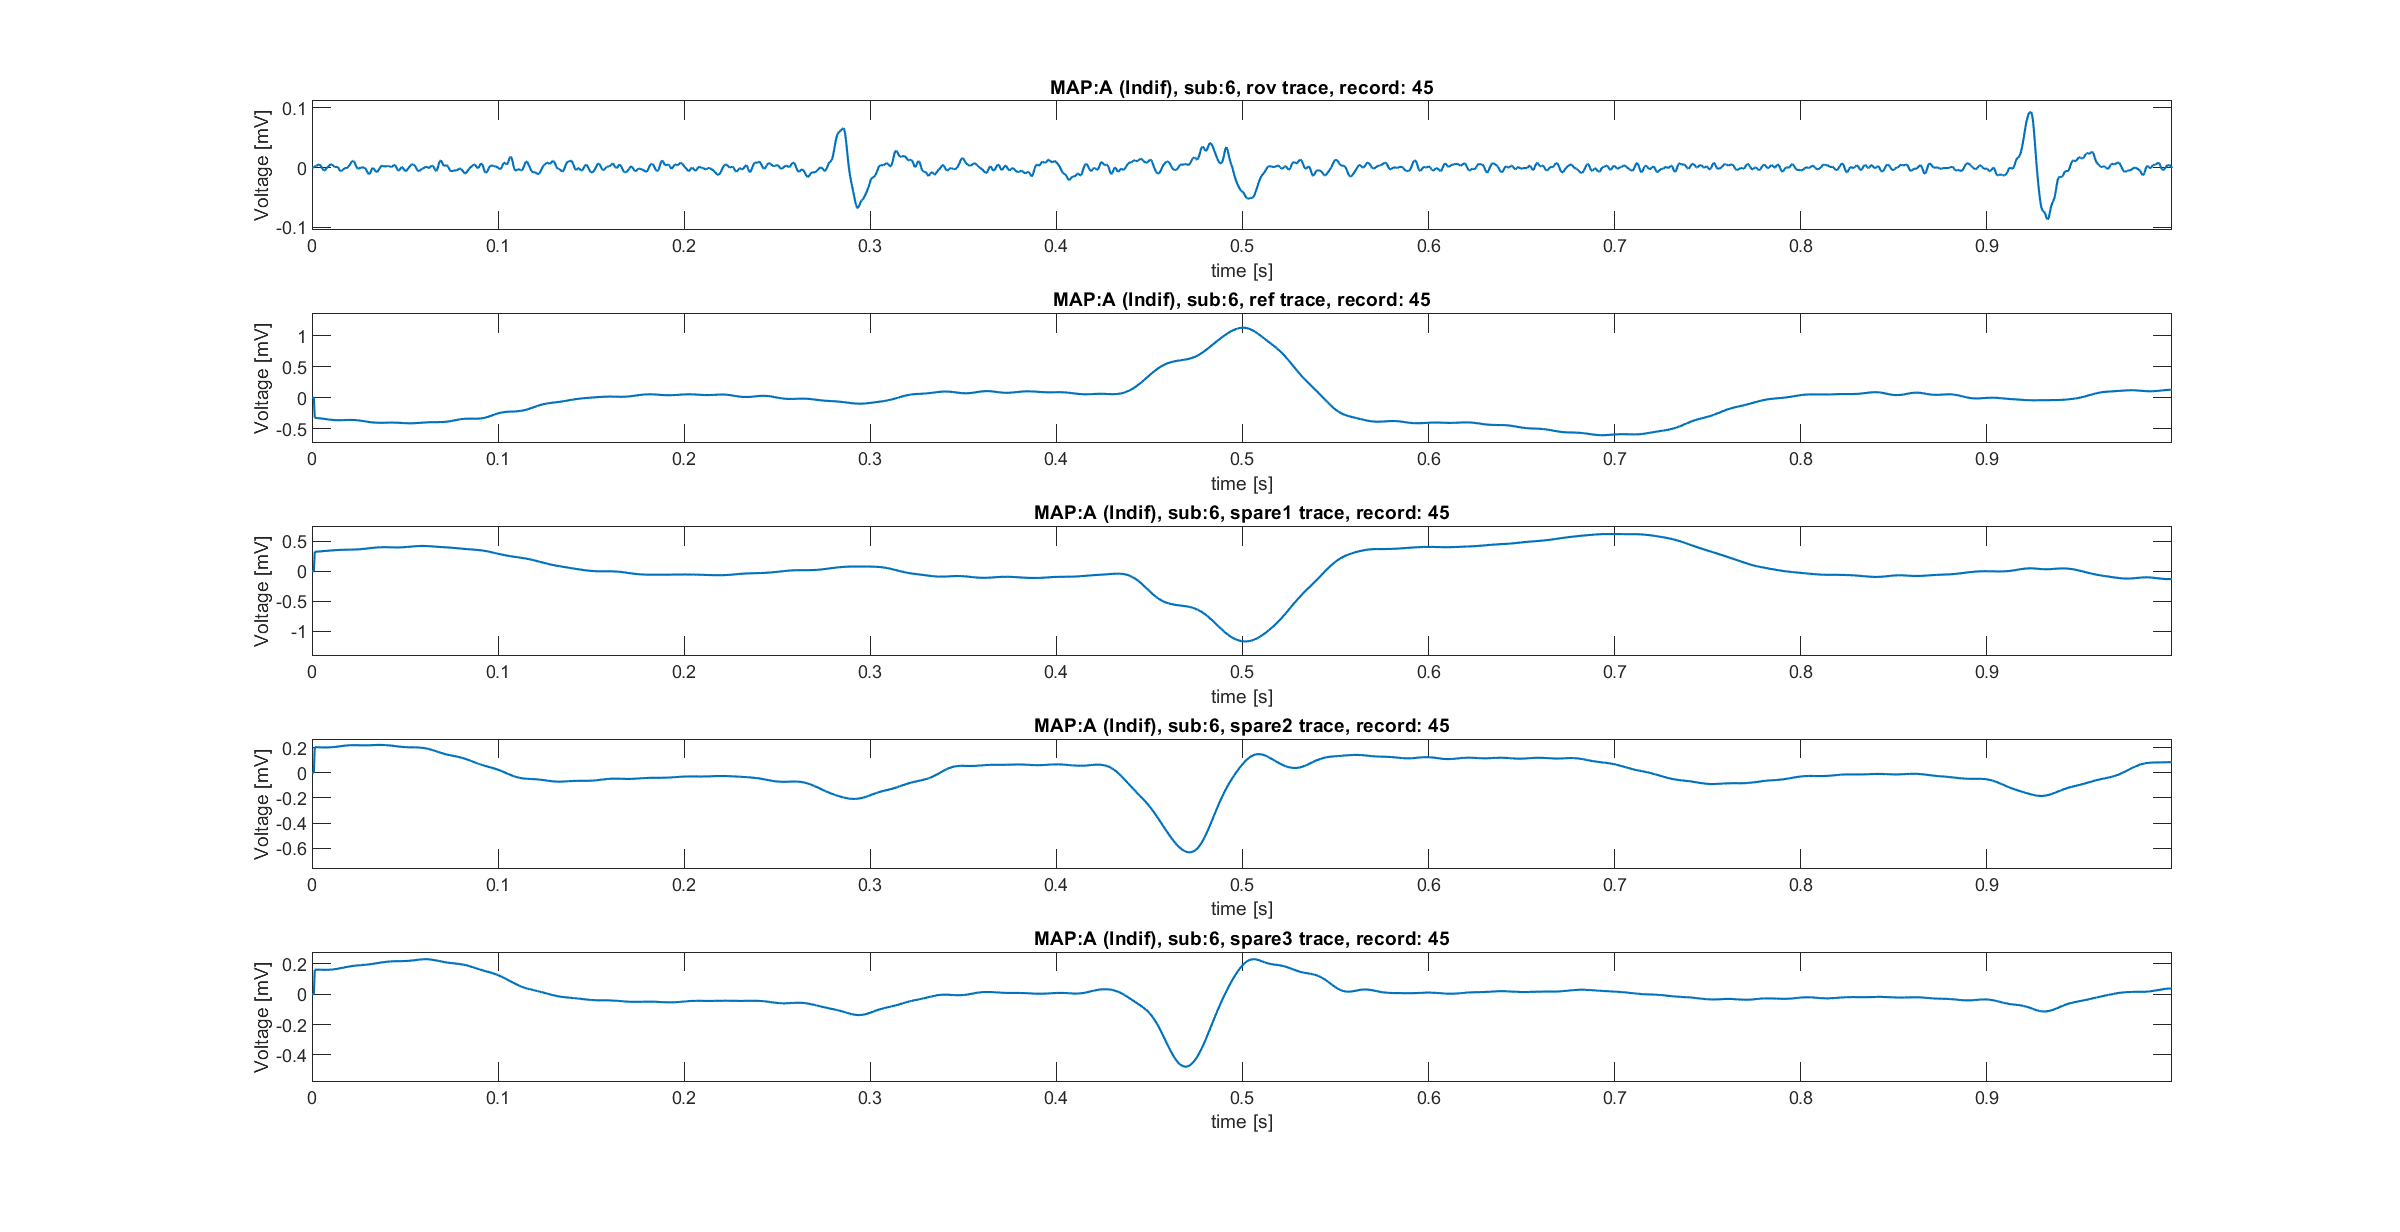 MAP:A (Indif), sub:6, rov trace, record: 45
Voltage [mV]
0.1
0
-0.1
0 0.1 0.2 0.3 0.4 0.5 0.6 0.7 0.8 0.9
time [s]
MAP:A (Indif), sub:6, ref trace, record: 45
Voltage [mV]
1
0.5
0
-0.5
0 0.1 0.2 0.3 0.4 0.5 0.6 0.7 0.8 0.9
time [s]
MAP:A (Indif), sub:6, spare1 trace, record: 45
Voltage [mV]
0.5
0
-0.5
-1
0 0.1 0.2 0.3 0.4 0.5 0.6 0.7 0.8 0.9
time [s]
MAP:A (Indif), sub:6, spare2 trace, record: 45
Voltage [mV]
0.2
0
-0.2
-0.4
-0.6
0 0.1 0.2 0.3 0.4 0.5 0.6 0.7 0.8 0.9
time [s]
MAP:A (Indif), sub:6, spare3 trace, record: 45
Voltage [mV]
0.2
0
-0.2
-0.4
0 0.1 0.2 0.3 0.4 0.5 0.6 0.7 0.8 0.9
time [s]